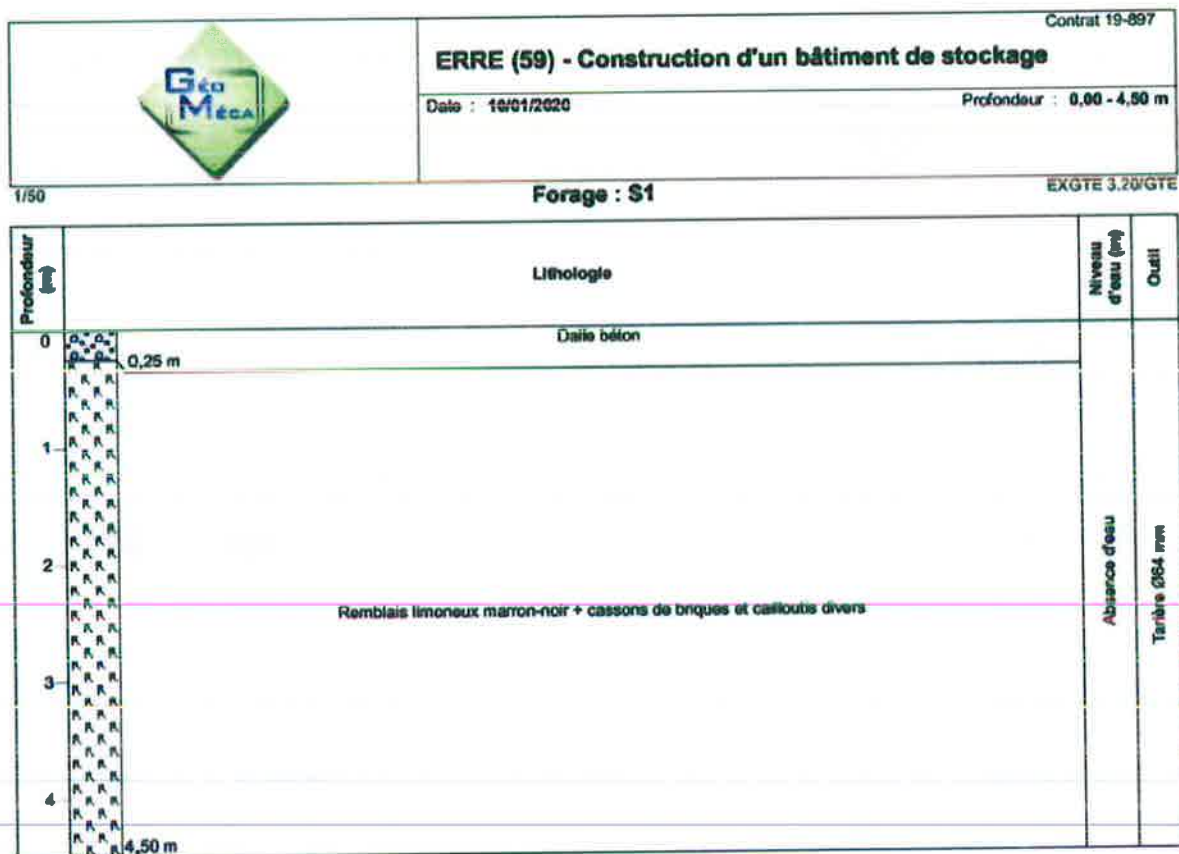 Contrat 19-897
GÉO
MÉCA
ERRE (59) - Construction d'un bâtiment de stockage
Date : 10/01/2020
Profondeur : 0,00 - 4,50 m
1/50
Forage : S1
EXGTE 3.20/GTE
Profondeur (m)
Lithologie
Niveau d'eau (m)
Outil
0
Dalle béton
0,25 m
1
2
Remblais limoneux marron-noir + cassons de briques et cailloutis divers
Absence d'eau
Tarière Ø64 mm
3
4
4,50 m